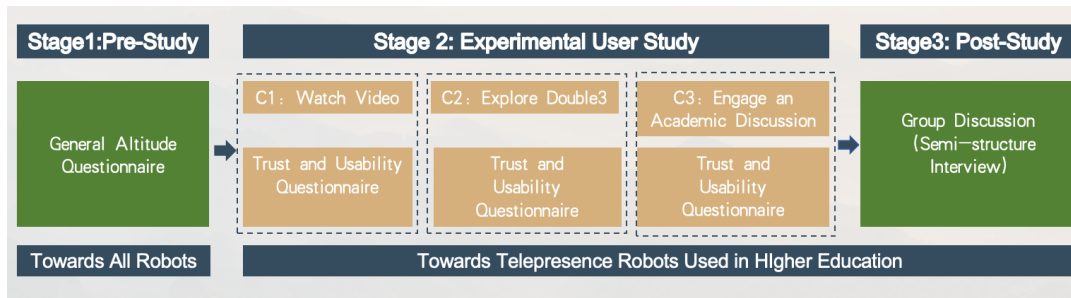 Stage1:Pre-Study
Stage 2: Experimental User Study
Stage3: Post-Study
General Altitude
Questionnaire
C1: Watch Video
Trust and Usability
Questionnaire
C2: Explore Double3
Trust and
Usability
Questionnaire
C3: Engage an
Academic Discussion
Trust and
Usability
Questionnaire
Group Discussion
(Semi-structure
Interview)
Towards All Robots
Towards Telepresence Robots Used in HIgher Education